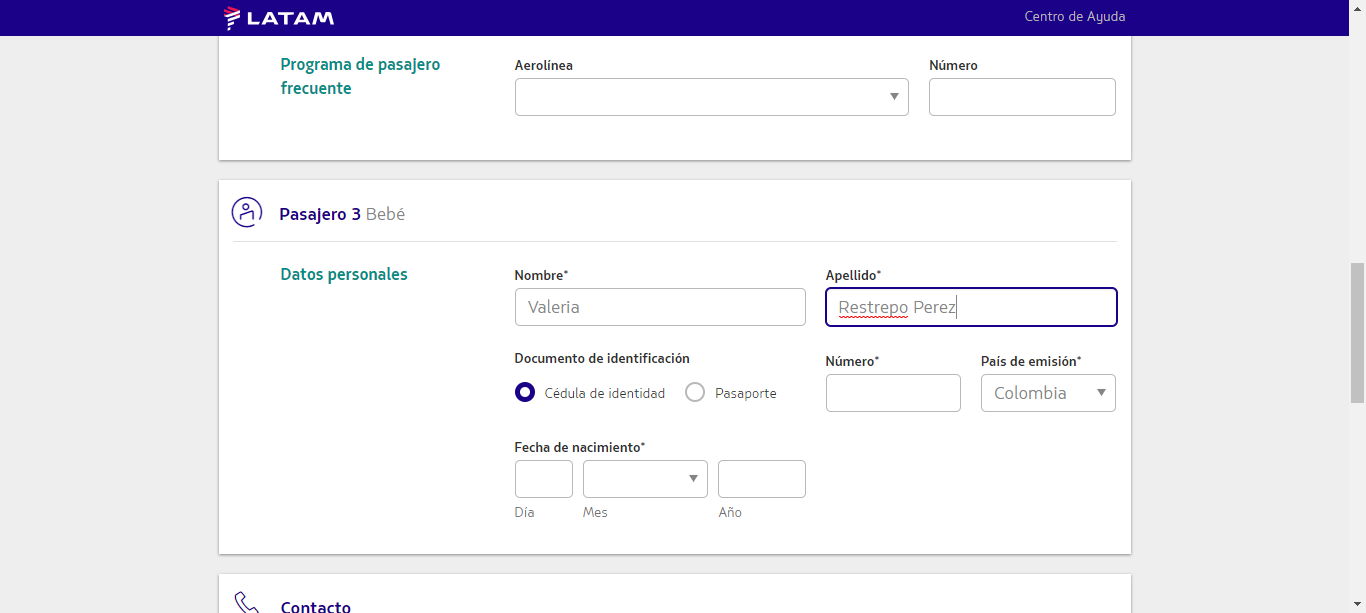 LATAM
Centro de Ayuda
Programa de pasajero
frecuente
Aerolínea
Número
Pasajero 3 Bebé
Datos personales
Nombre*
Apellido*
Valeria
Restrepo Perez
Documento de identificación
Número*
País de emisión*
Cédula de identidad
Pasaporte
Colombia
Fecha de nacimiento*
Día
Mes
Año
Contacto